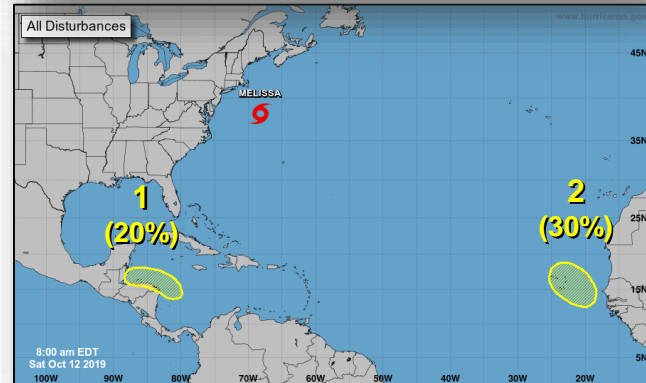 All Disturbances
www.hurricanes.gov
45N
MELISSA
35N
1
(20%)
2
(30%)
25N
15N
8:00 am EDT
Sat Oct 12 2019
5N
100W 90W 80W 70W 60W 50W 40W 30W 20W